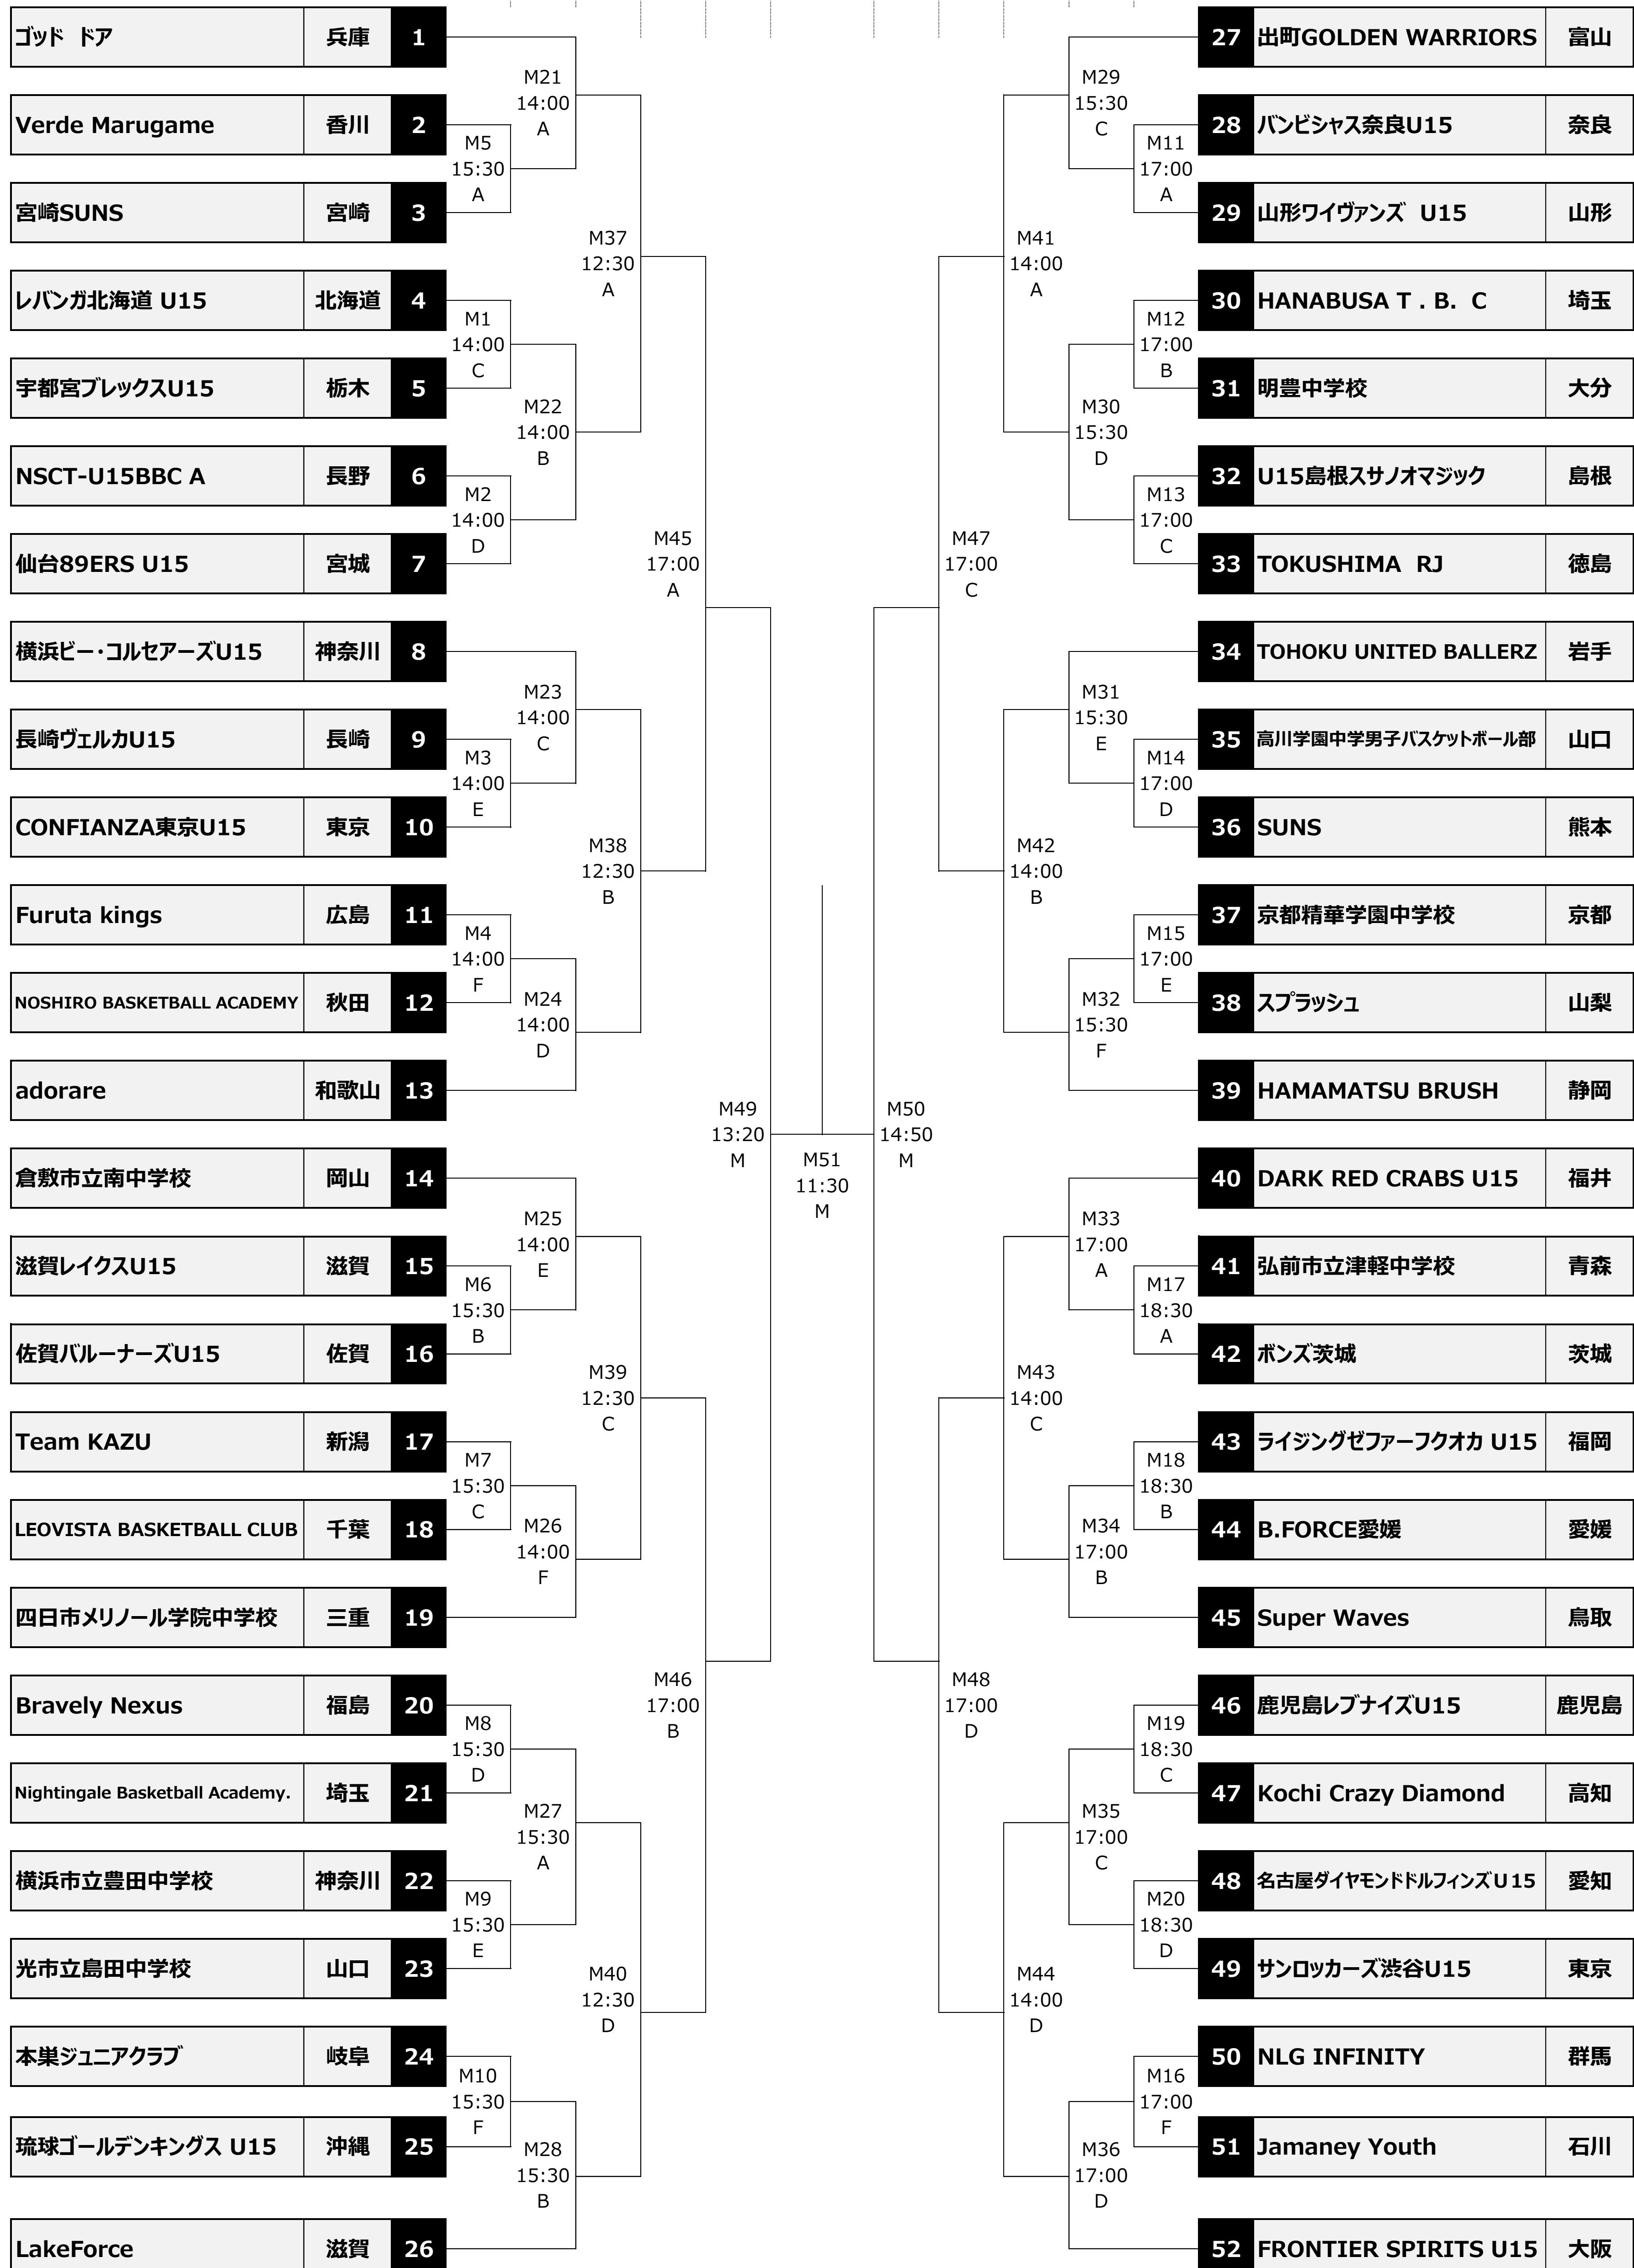 ゴッド ドア 兵庫 1
Verde Marugame 香川 2
宮崎SUNS 宮崎 3
レバンガ北海道 U15 北海道 4
宇都宮ブレックスU15 栃木 5
NSCT-U15BBC A 長野 6
仙台89ERS U15 宮城 7
横浜ビー・コルセアーズU15 神奈川 8
長崎ヴェルカU15 長崎 9
CONFIANZA東京U15 東京 10
Furuta kings 広島 11
NOSHIRO BASKETBALL ACADEMY 秋田 12
adorare 和歌山 13
倉敷市立南中学校 岡山 14
滋賀レイクスU15 滋賀 15
佐賀バルーナーズU15 佐賀 16
Team KAZU 新潟 17
LEOVISTA BASKETBALL CLUB 千葉 18
四日市メリノール学院中学校 三重 19
Bravely Nexus 福島 20
Nightingale Basketball Academy. 埼玉 21
横浜市立豊田中学校 神奈川 22
光市立島田中学校 山口 23
本巣ジュニアクラブ 岐阜 24
琉球ゴールデンキングス U15 沖縄 25
LakeForce 滋賀 26
M5
15:30
A
M1
14:00
C
M2
14:00
D
M3
14:00
E
M4
14:00
F
M6
15:30
B
M7
15:30
C
M8
15:30
D
M9
15:30
E
M10
15:30
F
M21
14:00
A
M22
14:00
B
M23
14:00
C
M24
14:00
D
M25
14:00
E
M26
14:00
F
M27
15:30
A
M28
15:30
B
M37
12:30
A
M38
12:30
B
M39
12:30
C
M40
12:30
D
M45
17:00
A
M46
17:00
B
M49
13:20
M
M51
11:30
M
M50
14:50
M
M47
17:00
C
M48
17:00
D
M41
14:00
A
M42
14:00
B
M43
14:00
C
M44
14:00
D
M29
15:30
C
M30
15:30
D
M31
15:30
E
M32
15:30
F
M33
17:00
A
M34
17:00
B
M35
17:00
C
M36
17:00
D
M11
17:00
A
M12
17:00
B
M13
17:00
C
M14
17:00
D
M15
17:00
E
M17
18:30
A
M18
18:30
B
M19
18:30
C
M20
18:30
D
M16
17:00
F
27 出町GOLDEN WARRIORS 富山
28 バンビシャス奈良U15 奈良
29 山形ワイヴァンズ U15 山形
30 HANABUSA T . B. C 埼玉
31 明豊中学校 大分
32 U15島根スサノオマジック 島根
33 TOKUSHIMA RJ 徳島
34 TOHOKU UNITED BALLERZ 岩手
35 高川学園中学男子バスケットボール部 山口
36 SUNS 熊本
37 京都精華学園中学校 京都
38 スプラッシュ 山梨
39 HAMAMATSU BRUSH 静岡
40 DARK RED CRABS U15 福井
41 弘前市立津軽中学校 青森
42 ボンズ茨城 茨城
43 ライジングゼファーフクオカ U15 福岡
44 B.FORCE愛媛 愛媛
45 Super Waves 鳥取
46 鹿児島レブナイズU15 鹿児島
47 Kochi Crazy Diamond 高知
48 名古屋ダイヤモンドドルフィンズU15 愛知
49 サンロッカーズ渋谷U15 東京
50 NLG INFINITY 群馬
51 Jamaney Youth 石川
52 FRONTIER SPIRITS U15 大阪